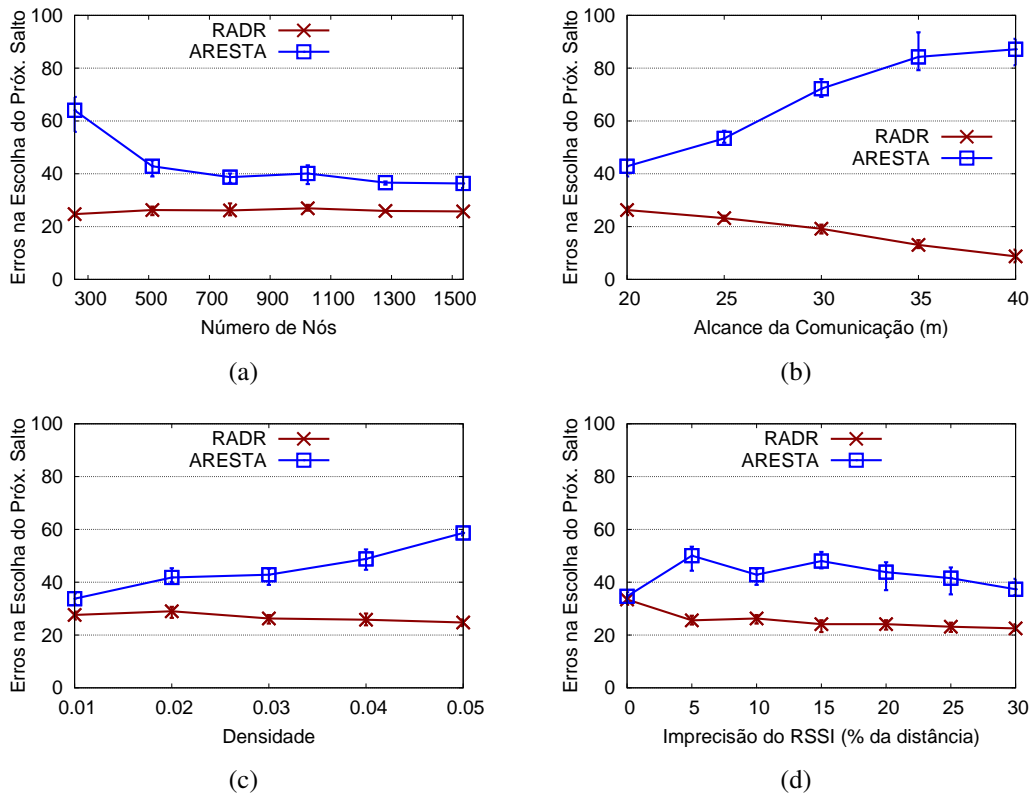 Erros na Escolha do Próx. Salto
100
80
60
40
20
0
RADR
ARESTA
300 500 700 900 1100 1300 1500
Número de Nós
(a)
Erros na Escolha do Próx. Salto
100
80
60
40
20
0
RADR
ARESTA
20 25 30 35 40
Alcance da Comunicação (m)
(b)
Erros na Escolha do Próx. Salto
100
80
60
40
20
0
RADR
ARESTA
0.01 0.02 0.03 0.04 0.05
Densidade
(c)
Erros na Escolha do Próx. Salto
100
80
60
40
20
0
RADR
ARESTA
0 5 10 15 20 25 30
Imprecisão do RSSI (% da distância)
(d)